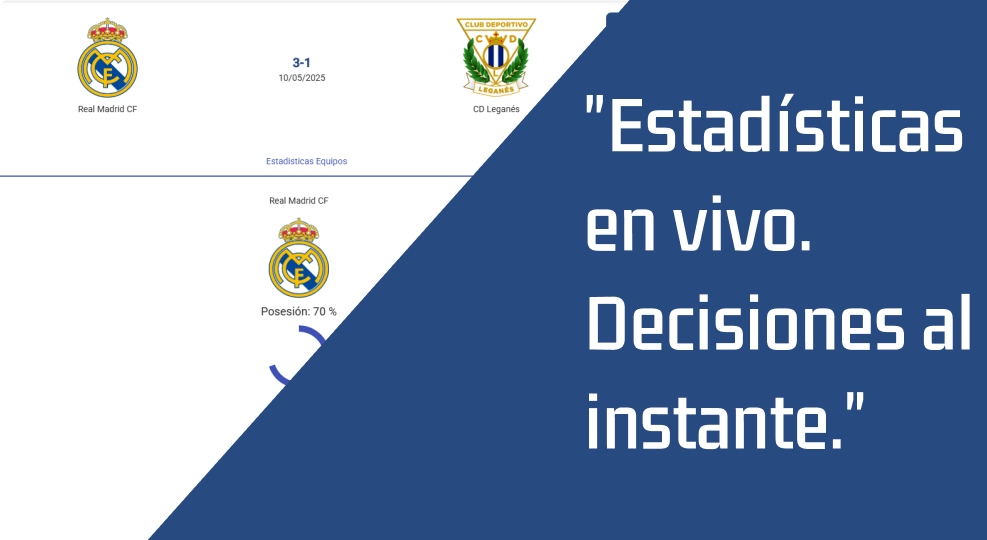 CLUB DEPORTIVO
C D
L
LEGANÉS
3-1
10/05/2025
Real Madrid CF
CD Leganés
Estadisticas Equipos
Real Madrid CF
Posesión: 70 %
"Estadísticas
en vivo.
Decisiones al
instante."